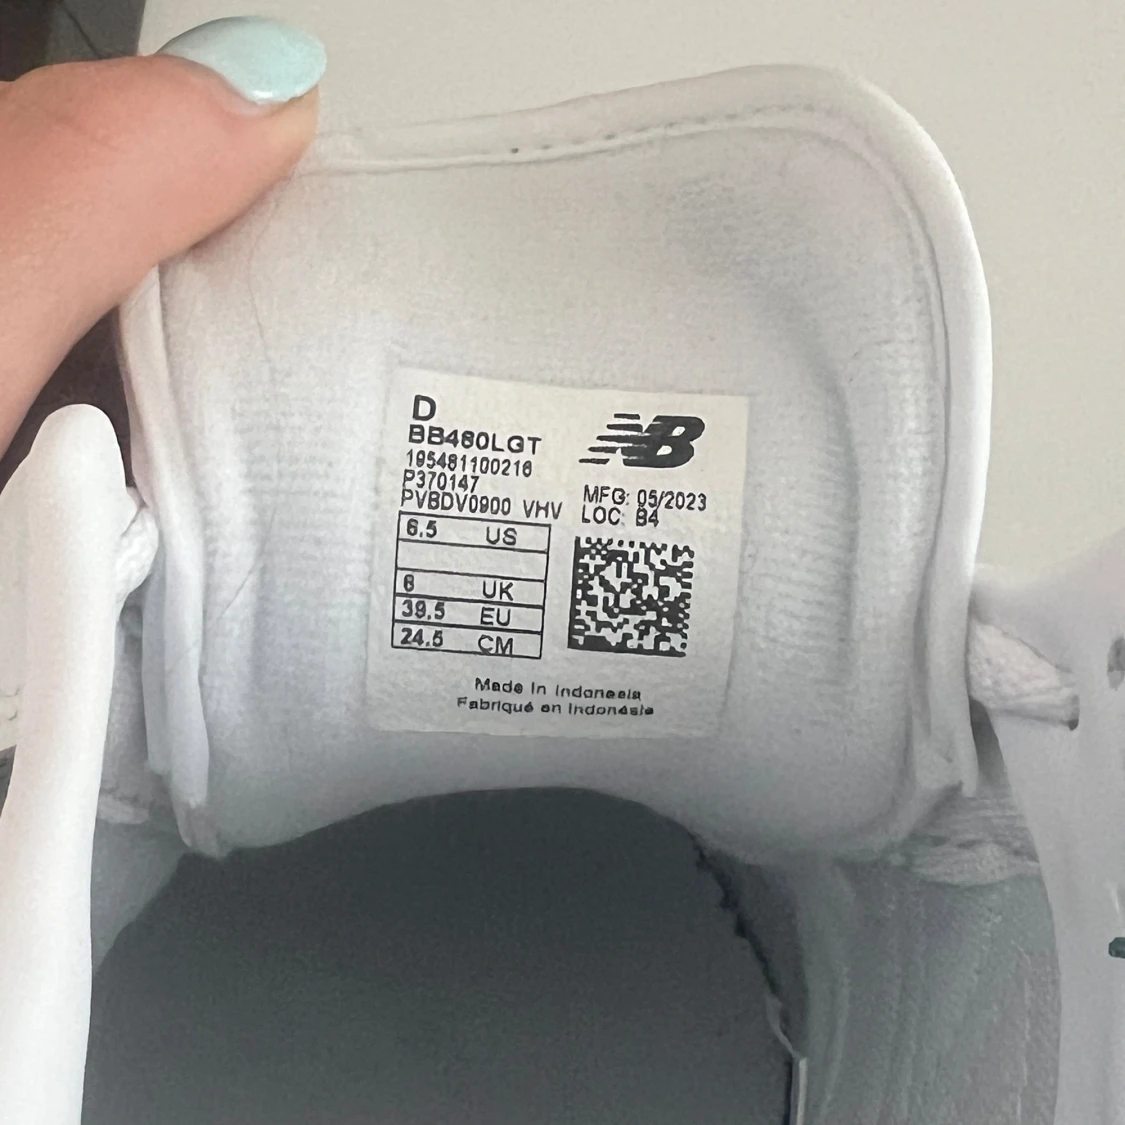 D
BB480LGT
195481100216
P370147
PVBDV0900 VHV
NB
MFG: 05/2023
LOC: B4
6.5 US
6 UK
39.5 EU
24.5 CM
Made in Indonesia
Fabriqué en Indonésie